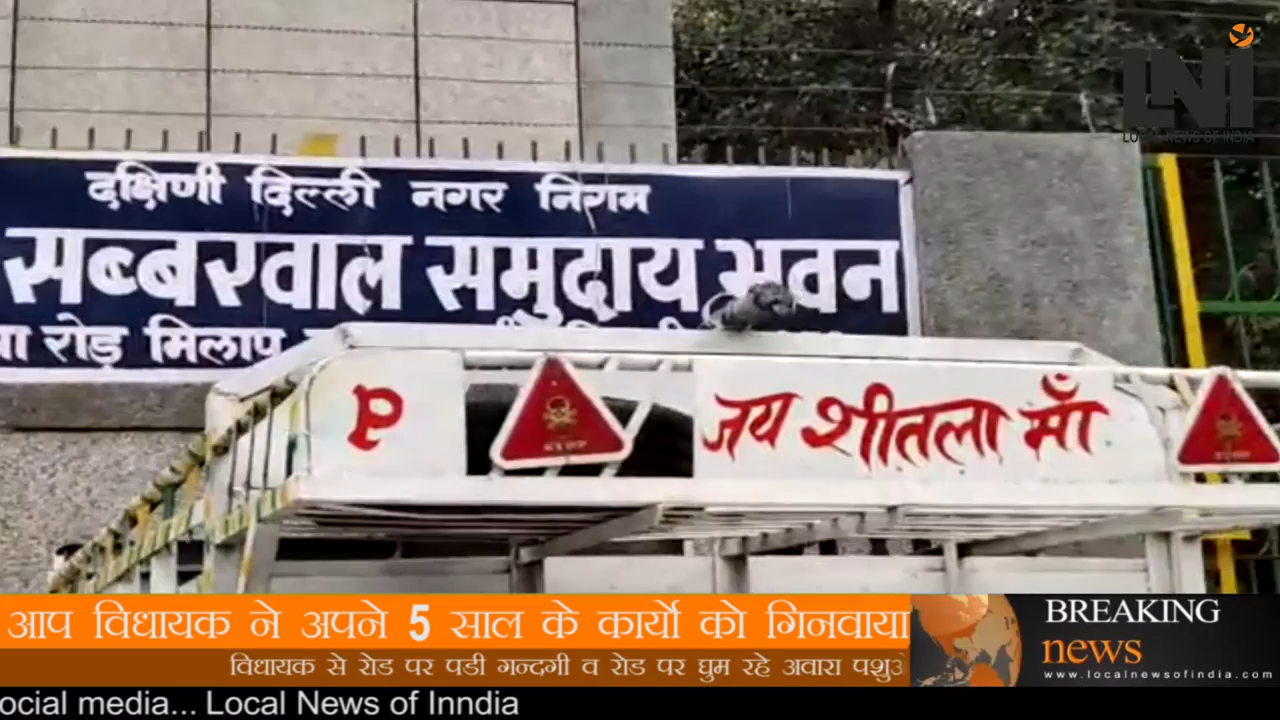 LNI
LOCAL NEWS OF INDIA
दक्षिणी दिल्ली नगर निगम
सब्बरवाल समुदाय भवन
रोड़ मिलाप
P
जय शीतला माँ
आप विधायक ने अपने 5 साल के कार्यो को गिनवाया
विधायक से रोड पर पडी गन्दगी व रोड पर घुम रहे अवारा
BREAKING
news
www.localnewsofindia.com
ocial media... Local News of Inndia